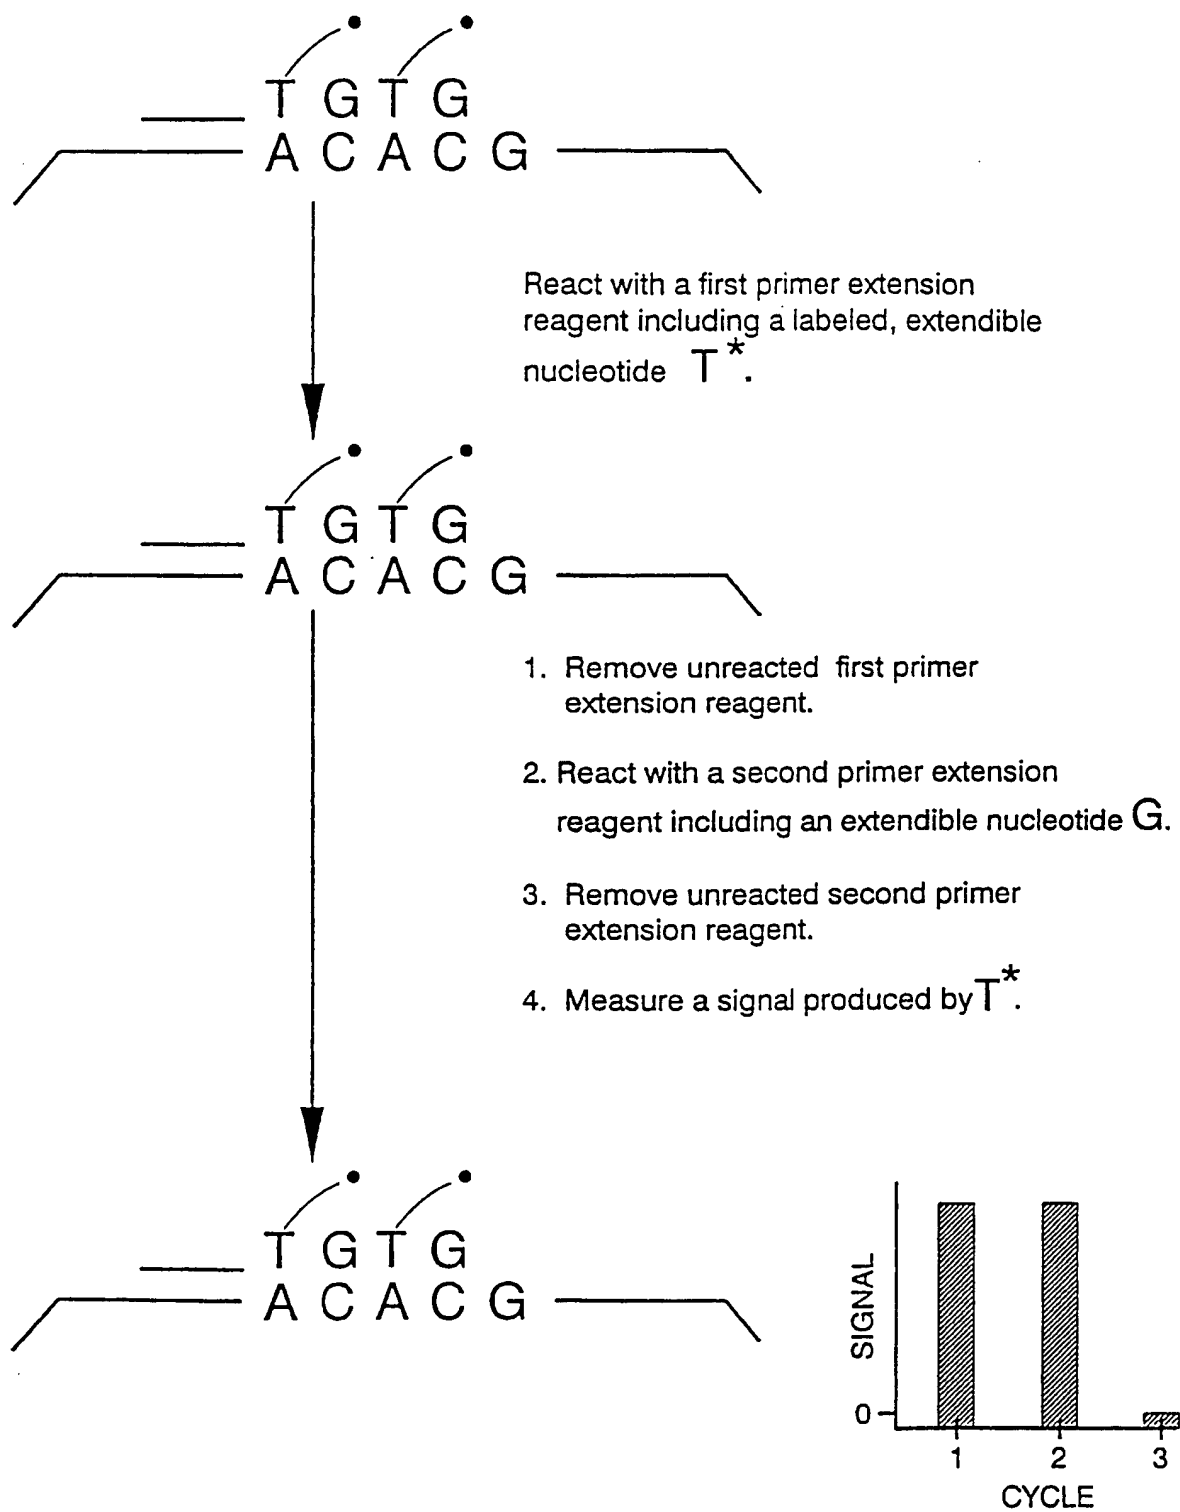 T G T G
A C A C G
React with a first primer extension
reagent including a labeled, extendible
nucleotide T*.
T G T G
A C A C G
1. Remove unreacted first primer
extension reagent.
2. React with a second primer extension
reagent including an extendible nucleotide G.
3. Remove unreacted second primer
extension reagent.
4. Measure a signal produced by T*.
T G T G
A C A C G
SIGNAL
0
1 2 3
CYCLE